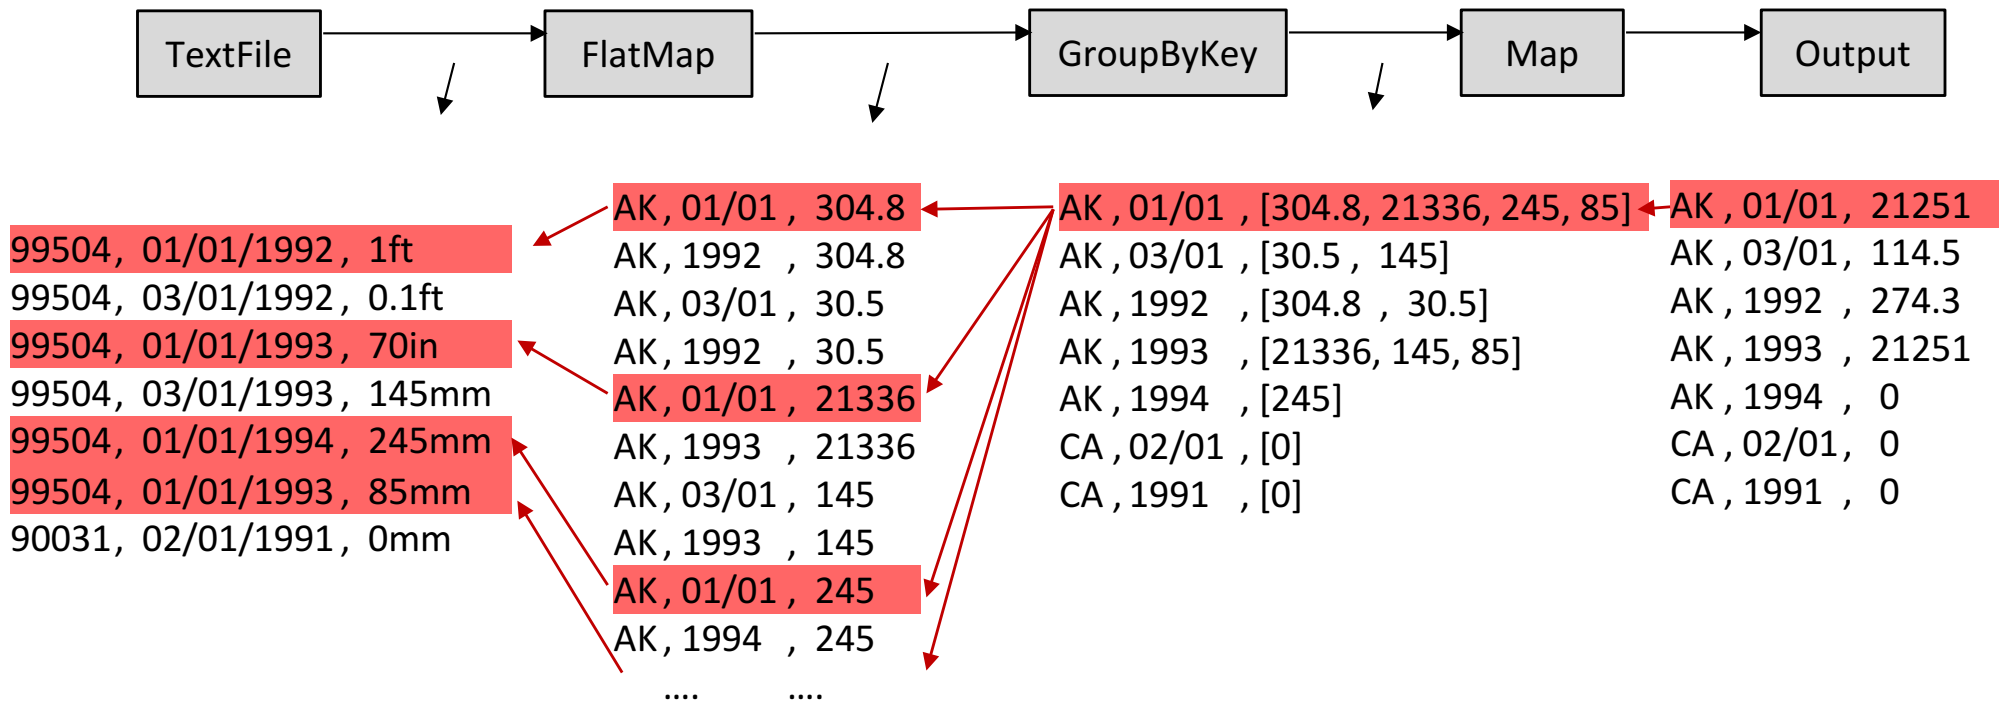 TextFile
FlatMap
GroupByKey
Map
Output
99504, 01/01/1992, 1ft
99504, 03/01/1992, 0.1ft
99504, 01/01/1993, 70in
99504, 03/01/1993, 145mm
99504, 01/01/1994, 245mm
99504, 01/01/1993, 85mm
90031, 02/01/1991, 0mm
AK, 01/01, 304.8
AK, 1992, 304.8
AK, 03/01, 30.5
AK, 1992, 30.5
AK, 01/01, 21336
AK, 1993, 21336
AK, 03/01, 145
AK, 1993, 145
AK, 01/01, 245
AK, 1994, 245
.... ....
AK, 01/01, [304.8, 21336, 245, 85]
AK, 03/01, [30.5, 145]
AK, 1992, [304.8, 30.5]
AK, 1993, [21336, 145, 85]
AK, 1994, [245]
CA, 02/01, [0]
CA, 1991, [0]
AK, 01/01, 21251
AK, 03/01, 114.5
AK, 1992, 274.3
AK, 1993, 21251
AK, 1994, 0
CA, 02/01, 0
CA, 1991, 0